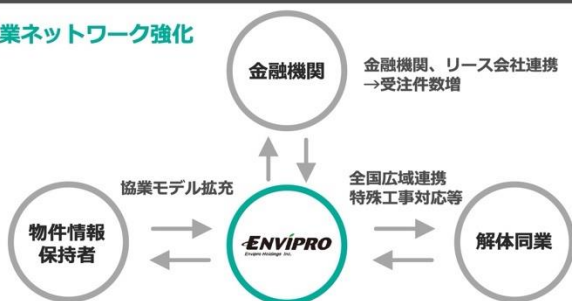 業ネットワーク強化
金融機関
金融機関、リース会社連携
→受注件数増
協業モデル拡充
全国広域連携
特殊工事対応等
物件情報
保持者
ENVIPRO
Envipro Holdings Inc.
解体同業